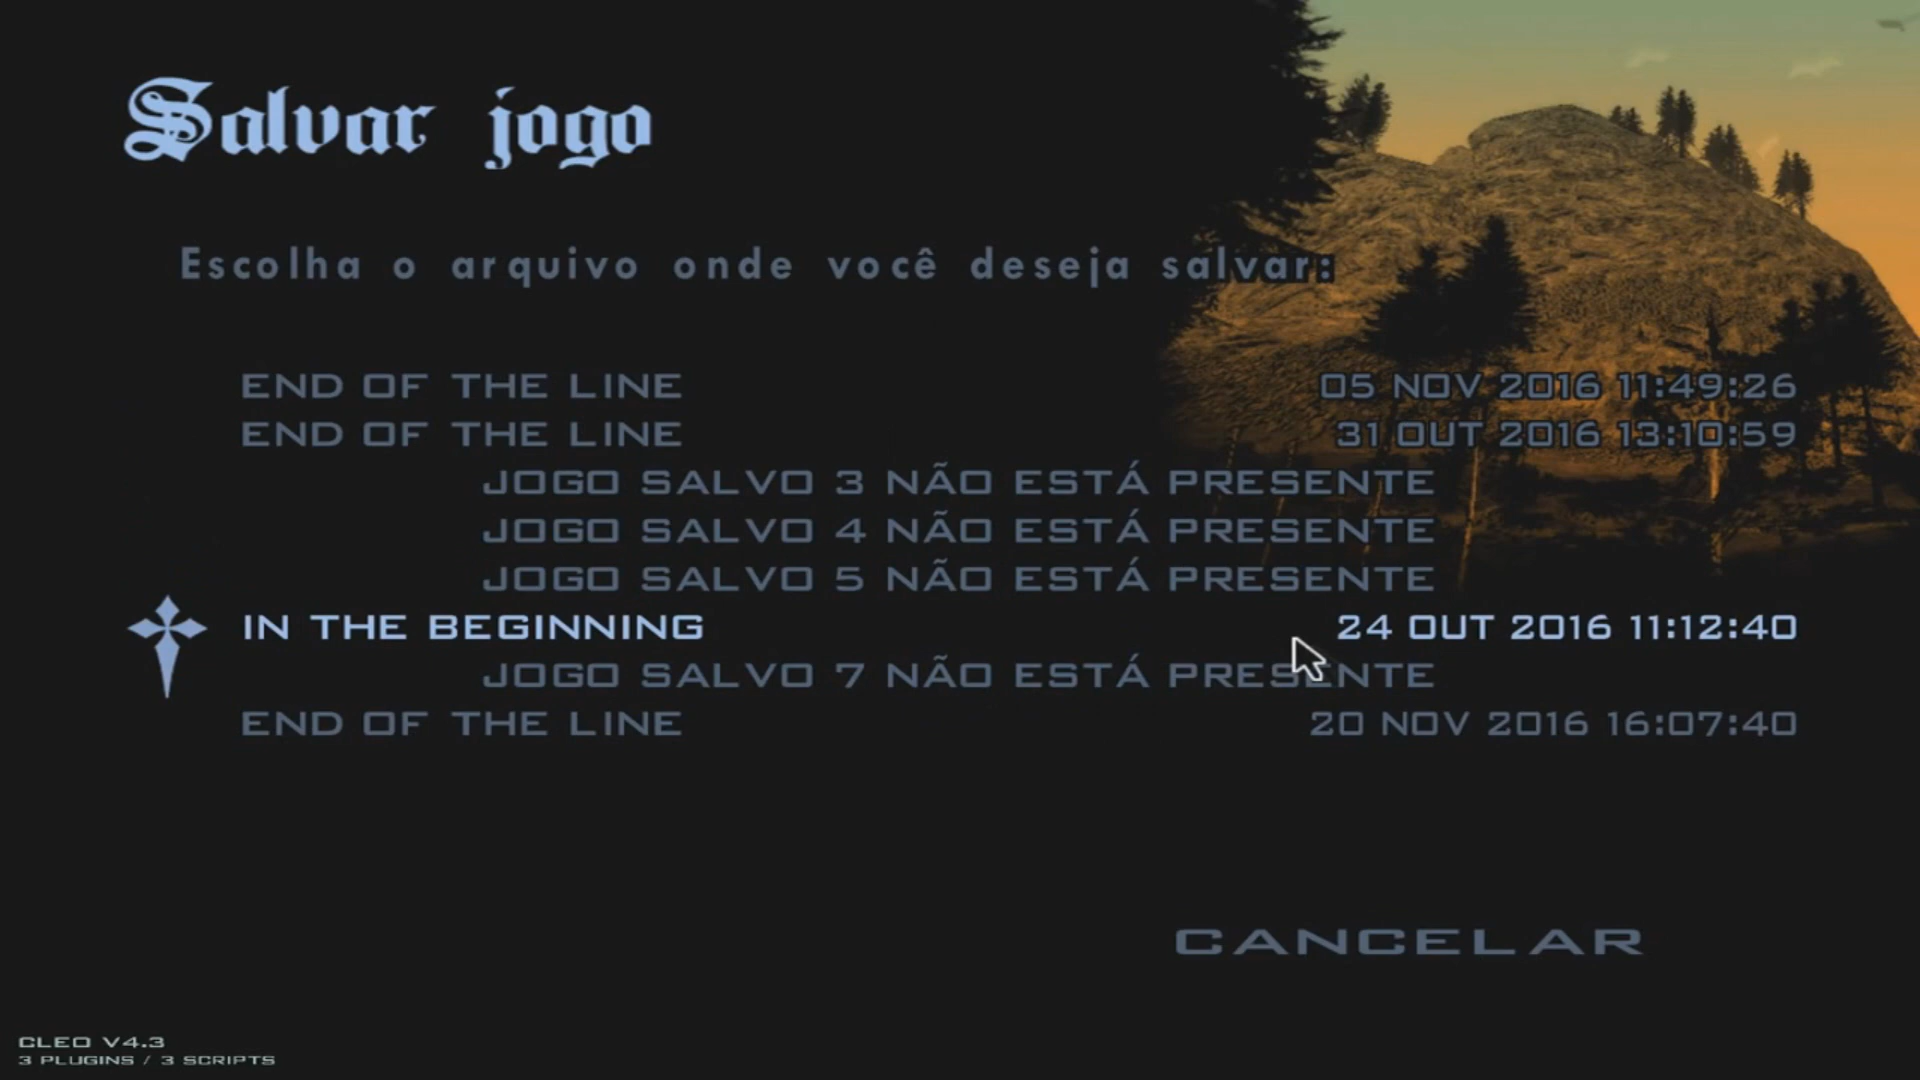 Salvar jogo
Escolha o arquivo onde você deseja salvar:
END OF THE LINE 05 NOV 2016 11:49:26
END OF THE LINE 31 OUT 2016 13:10:59
JOGO SALVO 3 NÃO ESTÁ PRESENTE
JOGO SALVO 4 NÃO ESTÁ PRESENTE
JOGO SALVO 5 NÃO ESTÁ PRESENTE
IN THE BEGINNING 24 OUT 2016 11:12:40
JOGO SALVO 7 NÃO ESTÁ PRESENTE
END OF THE LINE 20 NOV 2016 16:07:40
CANCELAR
CLEO V4.3
3 PLUGINS / 3 SCRIPTS